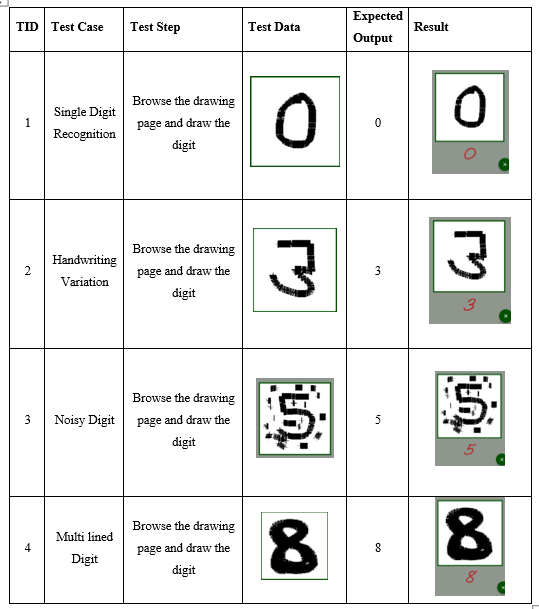 TID Test Case Test Step Test Data Expected Output Result
1 Single Digit Recognition Browse the drawing page and draw the digit 0 0 0 0
2 Handwriting Variation Browse the drawing page and draw the digit 3 3 3 3
3 Noisy Digit Browse the drawing page and draw the digit 5 5 5 5
4 Multi lined Digit Browse the drawing page and draw the digit 8 8 8 8